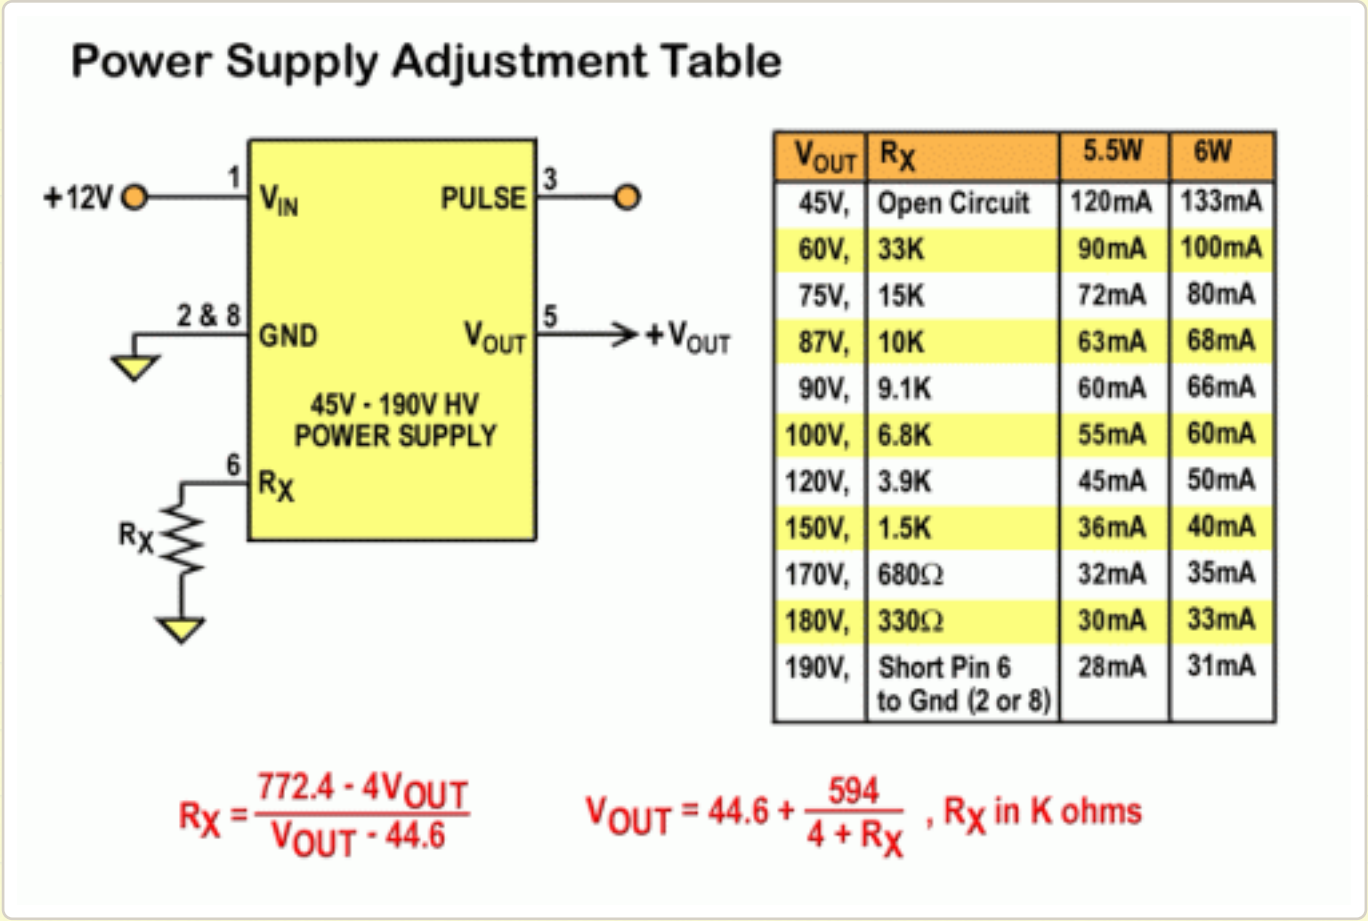 Power Supply Adjustment Table
+12V
1
VIN
PULSE
3
2 & 8
GND
VOUT
5
+VOUT
45V - 190V HV
POWER SUPPLY
6
RX
RX
VOUT RX 5.5W 6W
45V, Open Circuit 120mA 133mA
60V, 33K 90mA 100mA
75V, 15K 72mA 80mA
87V, 10K 63mA 68mA
90V, 9.1K 60mA 66mA
100V, 6.8K 55mA 60mA
120V, 3.9K 45mA 50mA
150V, 1.5K 36mA 40mA
170V, 680Ω 32mA 35mA
180V, 330Ω 30mA 33mA
190V, Short Pin 6 28mA 31mA
to Gnd (2 or 8)
RX = 772.4 - 4VOUT
VOUT - 44.6
VOUT = 44.6 + 594
4 + RX
, RX in K ohms